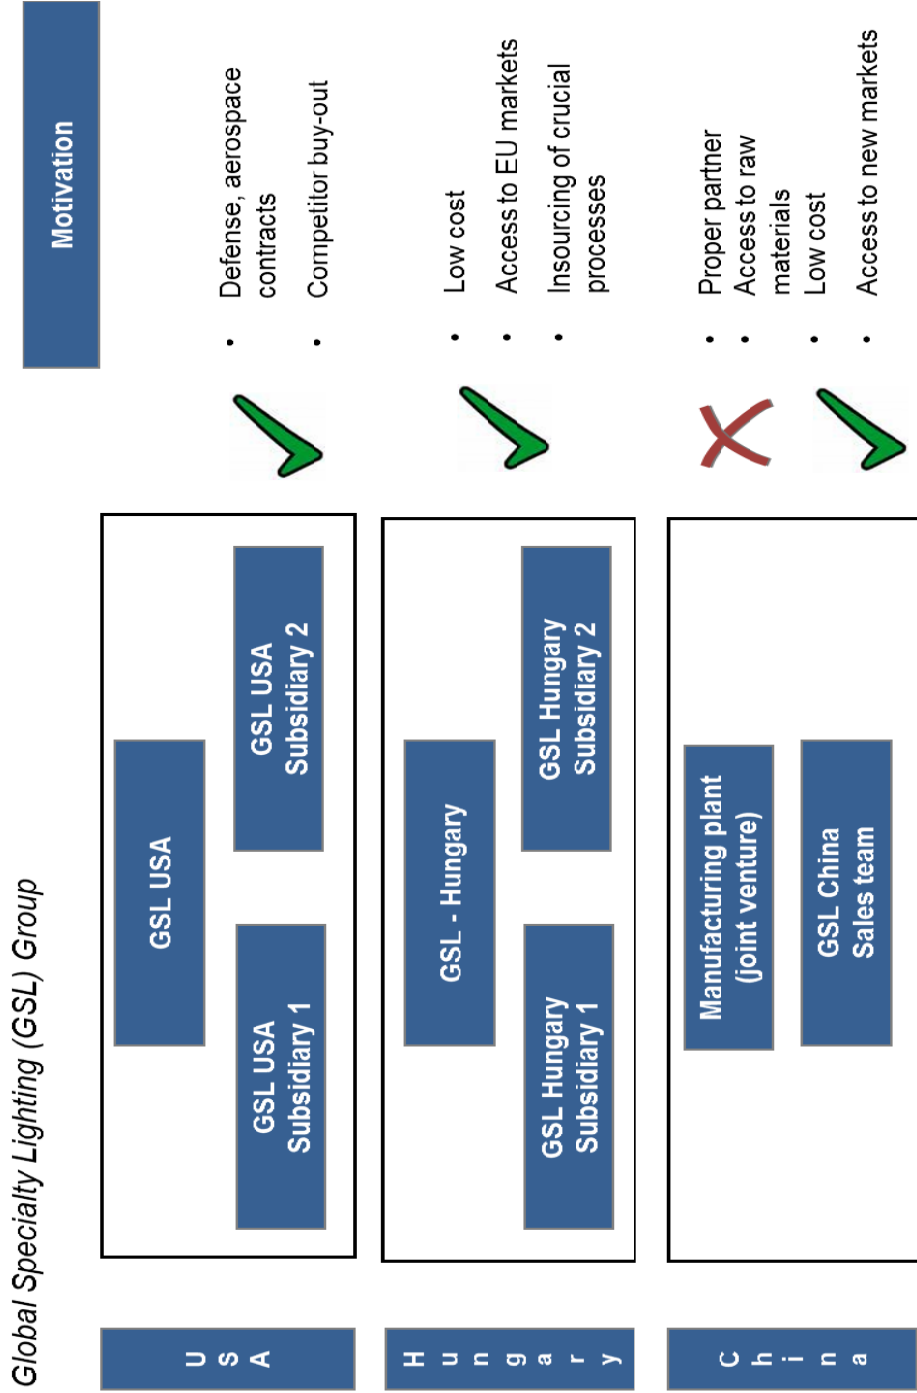 Global Specialty Lighting (GSL) Group
Motivation
U
S
A
GSL USA
GSL USA
Subsidiary 1
GSL USA
Subsidiary 2
• Defense, aerospace
contracts
• Competitor buy-out
H
u
n
g
a
r
y
GSL - Hungary
GSL Hungary
Subsidiary 1
GSL Hungary
Subsidiary 2
• Low cost
• Access to EU markets
• Insourcing of crucial
processes
C
h
i
n
a
Manufacturing plant
(joint venture)
GSL China
Sales team
• Proper partner
• Access to raw
materials
• Low cost
• Access to new markets